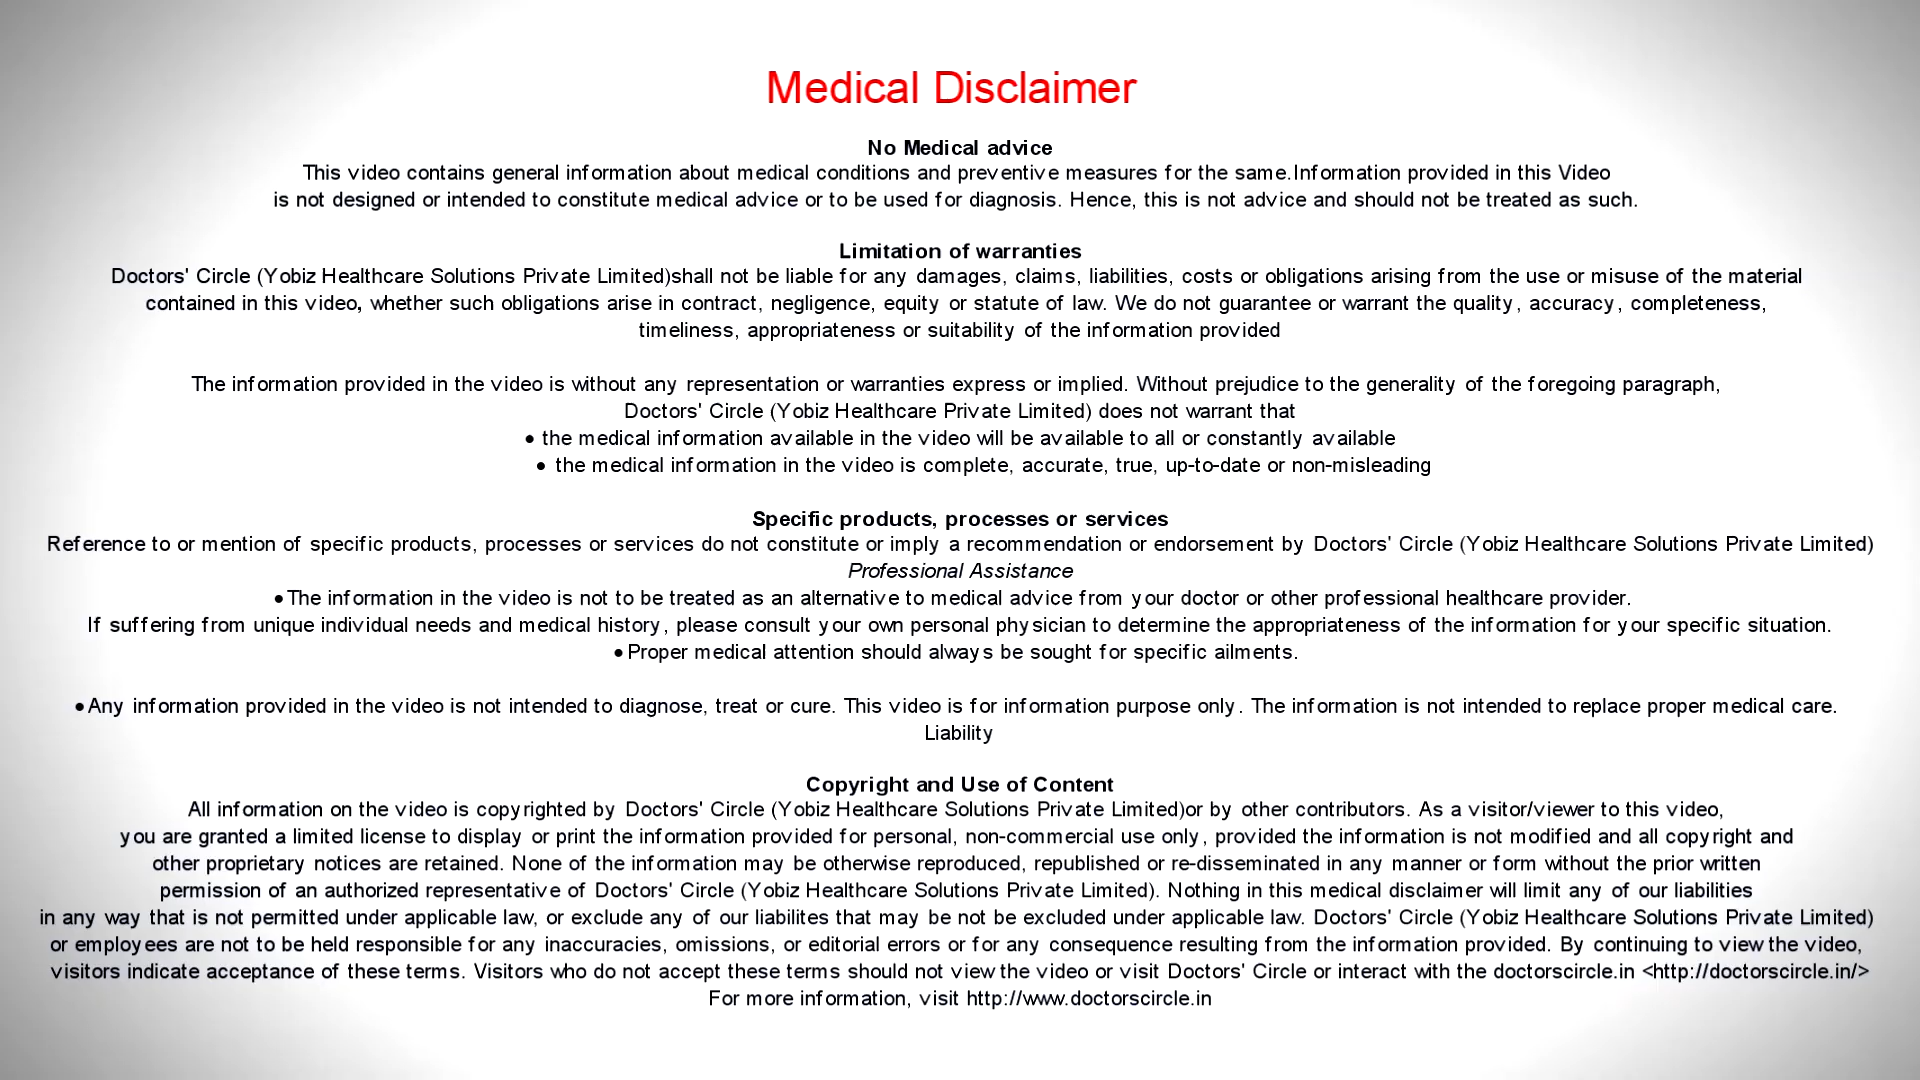 Medical Disclaimer
No Medical advice
This video contains general information about medical conditions and preventive measures for the same.Information provided in this Video
is not designed or intended to constitute medical advice or to be used for diagnosis. Hence, this is not advice and should not be treated as such.
Limitation of warranties
Doctors' Circle (Yobiz Healthcare Solutions Private Limited)shall not be liable for any damages, claims, liabilities, costs or obligations arising from the use or misuse of the material
contained in this video, whether such obligations arise in contract, negligence, equity or statute of law. We do not guarantee or warrant the quality, accuracy, completeness,
timeliness, appropriateness or suitability of the information provided
The information provided in the video is without any representation or warranties express or implied. Without prejudice to the generality of the foregoing paragraph,
Doctors' Circle (Yobiz Healthcare Private Limited) does not warrant that
• the medical information available in the video will be available to all or constantly available
• the medical information in the video is complete, accurate, true, up-to-date or non-misleading
Specific products, processes or services
Reference to or mention of specific products, processes or services do not constitute or imply a recommendation or endorsement by Doctors' Circle (Yobiz Healthcare Solutions Private Limited)
Professional Assistance
•The information in the video is not to be treated as an alternative to medical advice from your doctor or other professional healthcare provider.
If suffering from unique individual needs and medical history, please consult your own personal physician to determine the appropriateness of the information for your specific situation.
•Proper medical attention should always be sought for specific ailments.
•Any information provided in the video is not intended to diagnose, treat or cure. This video is for information purpose only. The information is not intended to replace proper medical care.
Liability
Copyright and Use of Content
All information on the video is copyrighted by Doctors' Circle (Yobiz Healthcare Solutions Private Limited)or by other contributors. As a visitor/viewer to this video,
you are granted a limited license to display or print the information provided for personal, non-commercial use only, provided the information is not modified and all copyright and
other proprietary notices are retained. None of the information may be otherwise reproduced, republished or re-disseminated in any manner or form without the prior written
permission of an authorized representative of Doctors' Circle (Yobiz Healthcare Solutions Private Limited). Nothing in this medical disclaimer will limit any of our liabilities
in any way that is not permitted under applicable law, or exclude any of our liabilites that may be not be excluded under applicable law. Doctors' Circle (Yobiz Healthcare Solutions Private Limited)
or employees are not to be held responsible for any inaccuracies, omissions, or editorial errors or for any consequence resulting from the information provided. By continuing to view the video,
visitors indicate acceptance of these terms. Visitors who do not accept these terms should not view the video or visit Doctors' Circle or interact with the doctorscircle.in <http://doctorscircle.in/>
For more information, visit http://www.doctorscircle.in